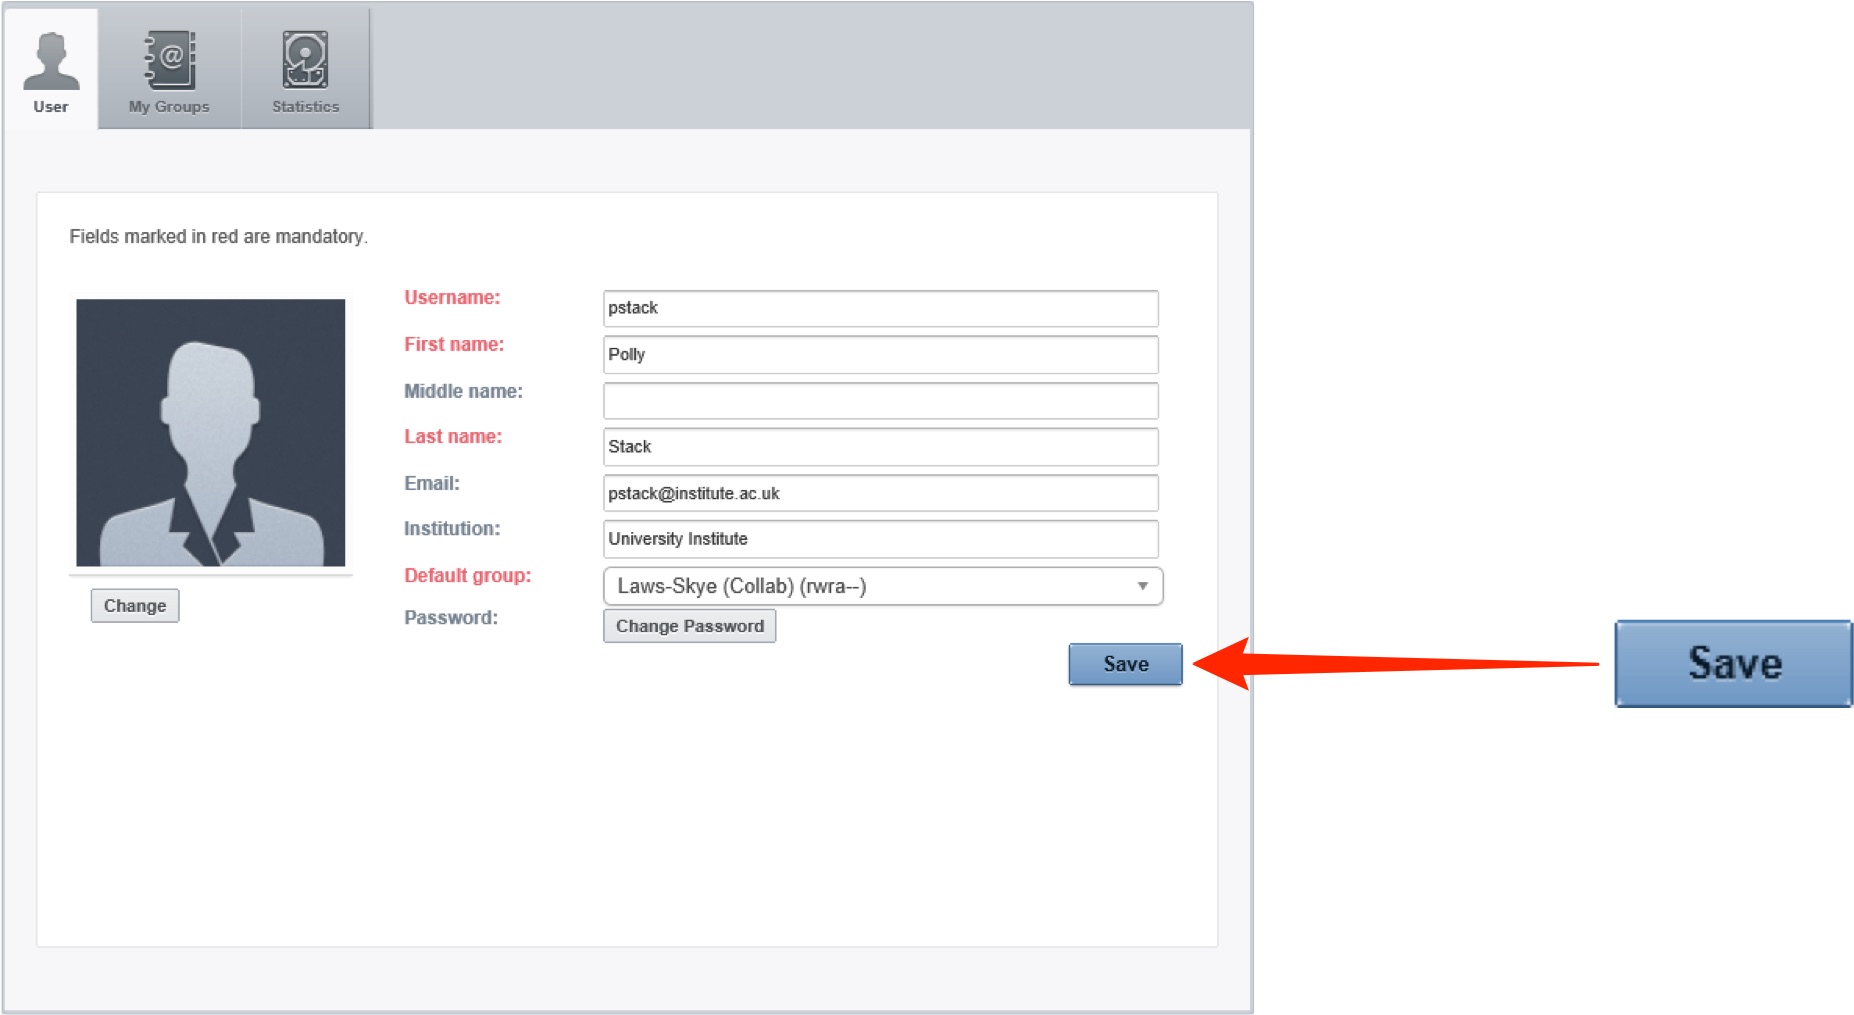 User
My Groups
Statistics
Fields marked in red are mandatory.
Username:
pstack
First name:
Polly
Middle name:
Last name:
Stack
Email:
pstack@institute.ac.uk
Institution:
University Institute
Default group:
Laws-Skye (Collab) (rwra--)
Change
Password:
Change Password
Save
Save